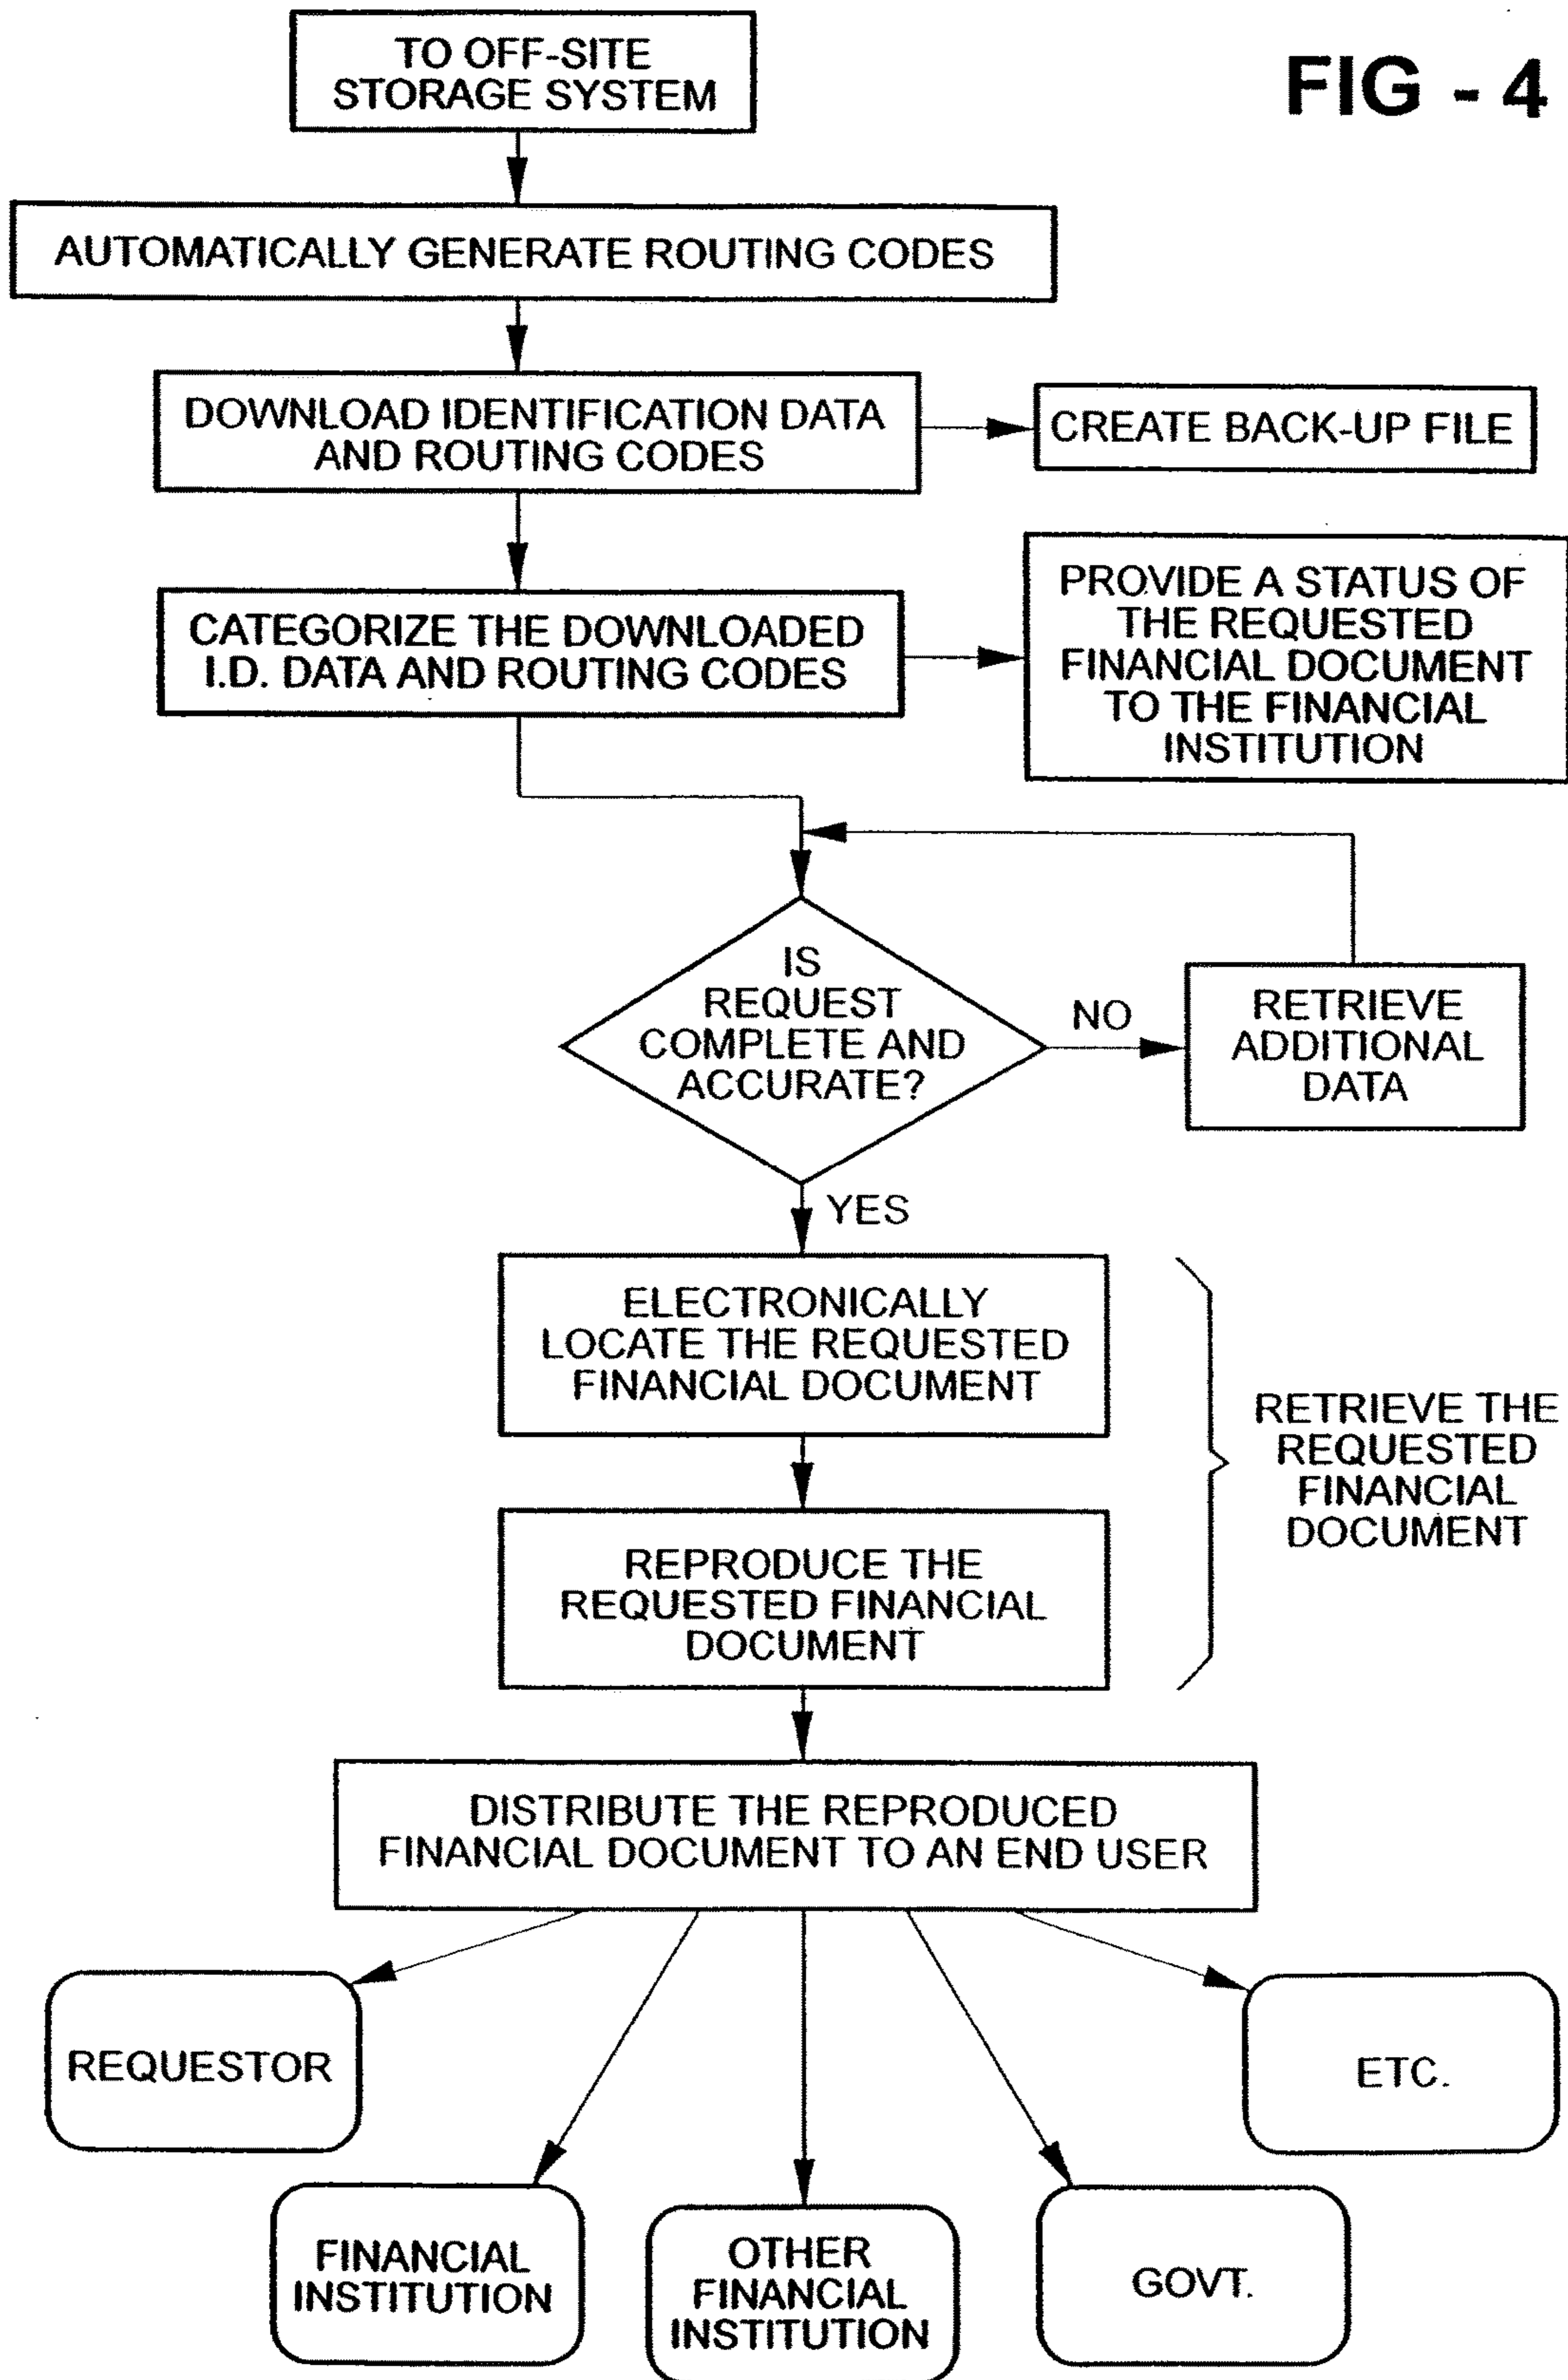 TO OFF-SITE
STORAGE SYSTEM
FIG - 4
AUTOMATICALLY GENERATE ROUTING CODES
DOWNLOAD IDENTIFICATION DATA
AND ROUTING CODES
CREATE BACK-UP FILE
CATEGORIZE THE DOWNLOADED
I.D. DATA AND ROUTING CODES
PROVIDE A STATUS OF
THE REQUESTED
FINANCIAL DOCUMENT
TO THE FINANCIAL
INSTITUTION
IS
REQUEST
COMPLETE AND
ACCURATE?
NO
RETRIEVE
ADDITIONAL
DATA
YES
ELECTRONICALLY
LOCATE THE REQUESTED
FINANCIAL DOCUMENT
REPRODUCE THE
REQUESTED FINANCIAL
DOCUMENT
RETRIEVE THE
REQUESTED
FINANCIAL
DOCUMENT
DISTRIBUTE THE REPRODUCED
FINANCIAL DOCUMENT TO AN END USER
REQUESTOR
FINANCIAL
INSTITUTION
OTHER
FINANCIAL
INSTITUTION
GOVT.
ETC.